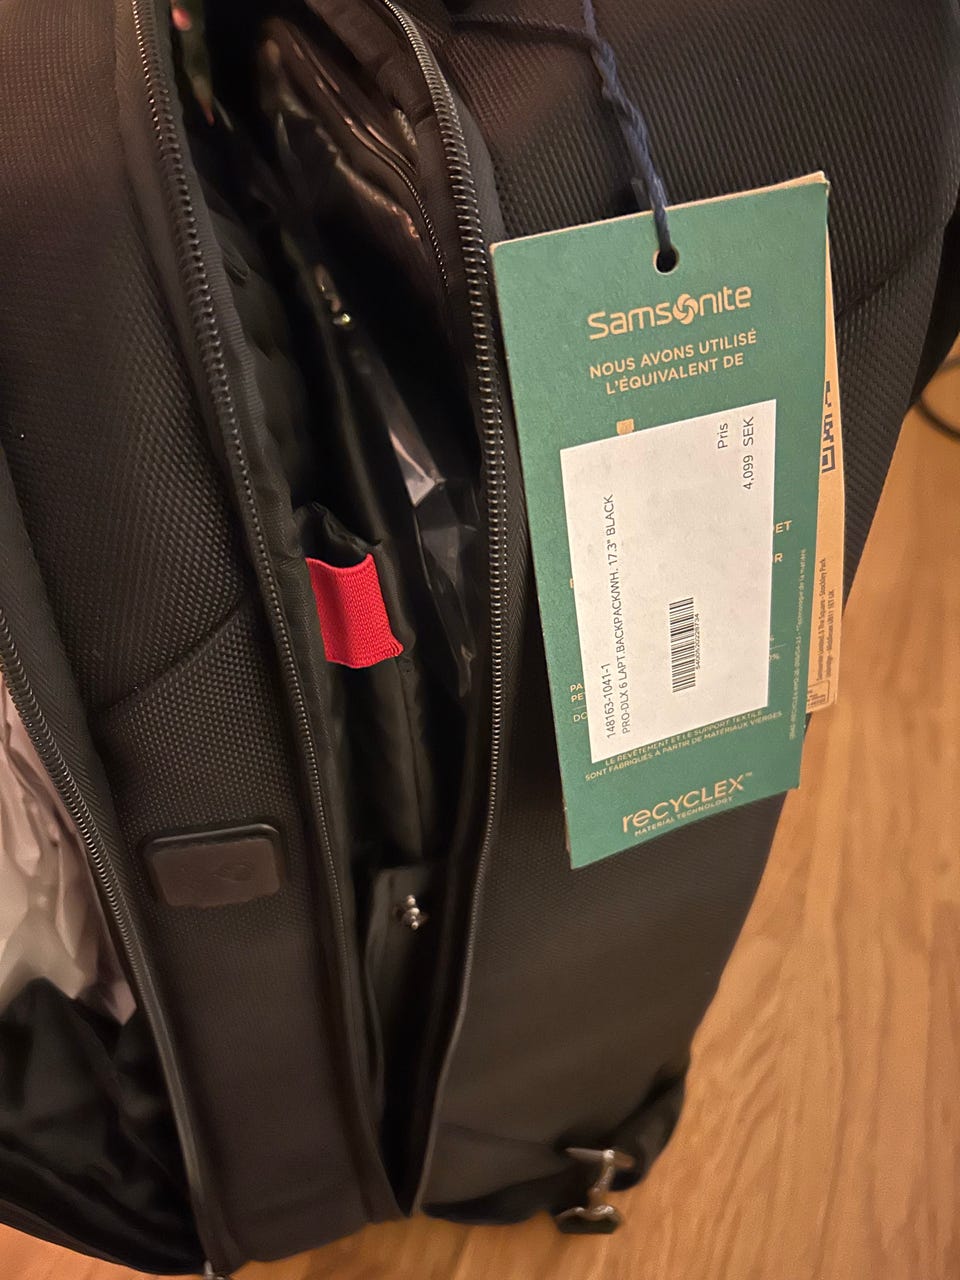 Samsonite
NOUS AVONS UTILISÉ
L'ÉQUIVALENT DE
Pris
4,099 SEK
148163-1041-1
PRO-DLX 6 LAPT.BACKPACK/WH. 17.3" BLACK
LE REVÊTEMENT ET LE SUPPORT TEXTILE
SONT FABRIQUÉS À PARTIR DE MATÉRIAUX VIERGES
reCYCLEX™
MATERIAL TECHNOLOGY